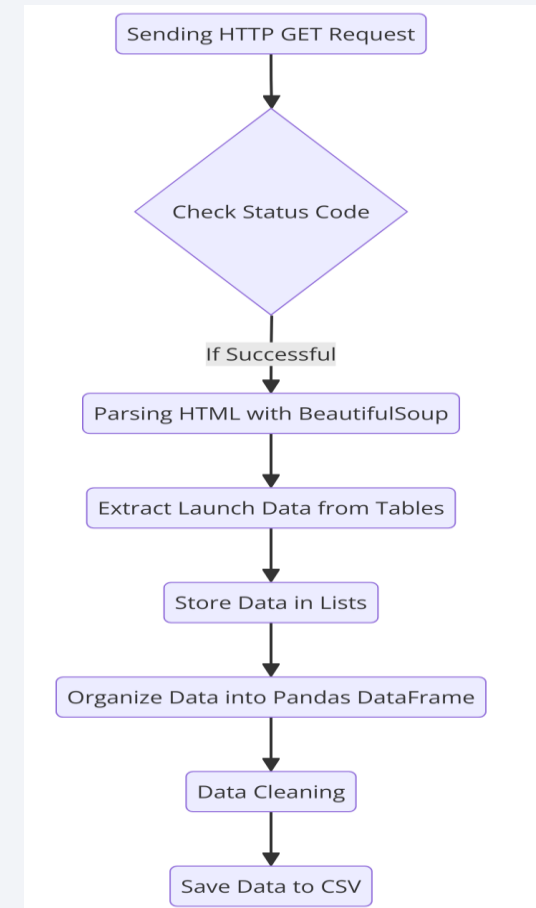 Sending HTTP GET Request
Check Status Code
If Successful
Parsing HTML with BeautifulSoup
Extract Launch Data from Tables
Store Data in Lists
Organize Data into Pandas DataFrame
Data Cleaning
Save Data to CSV